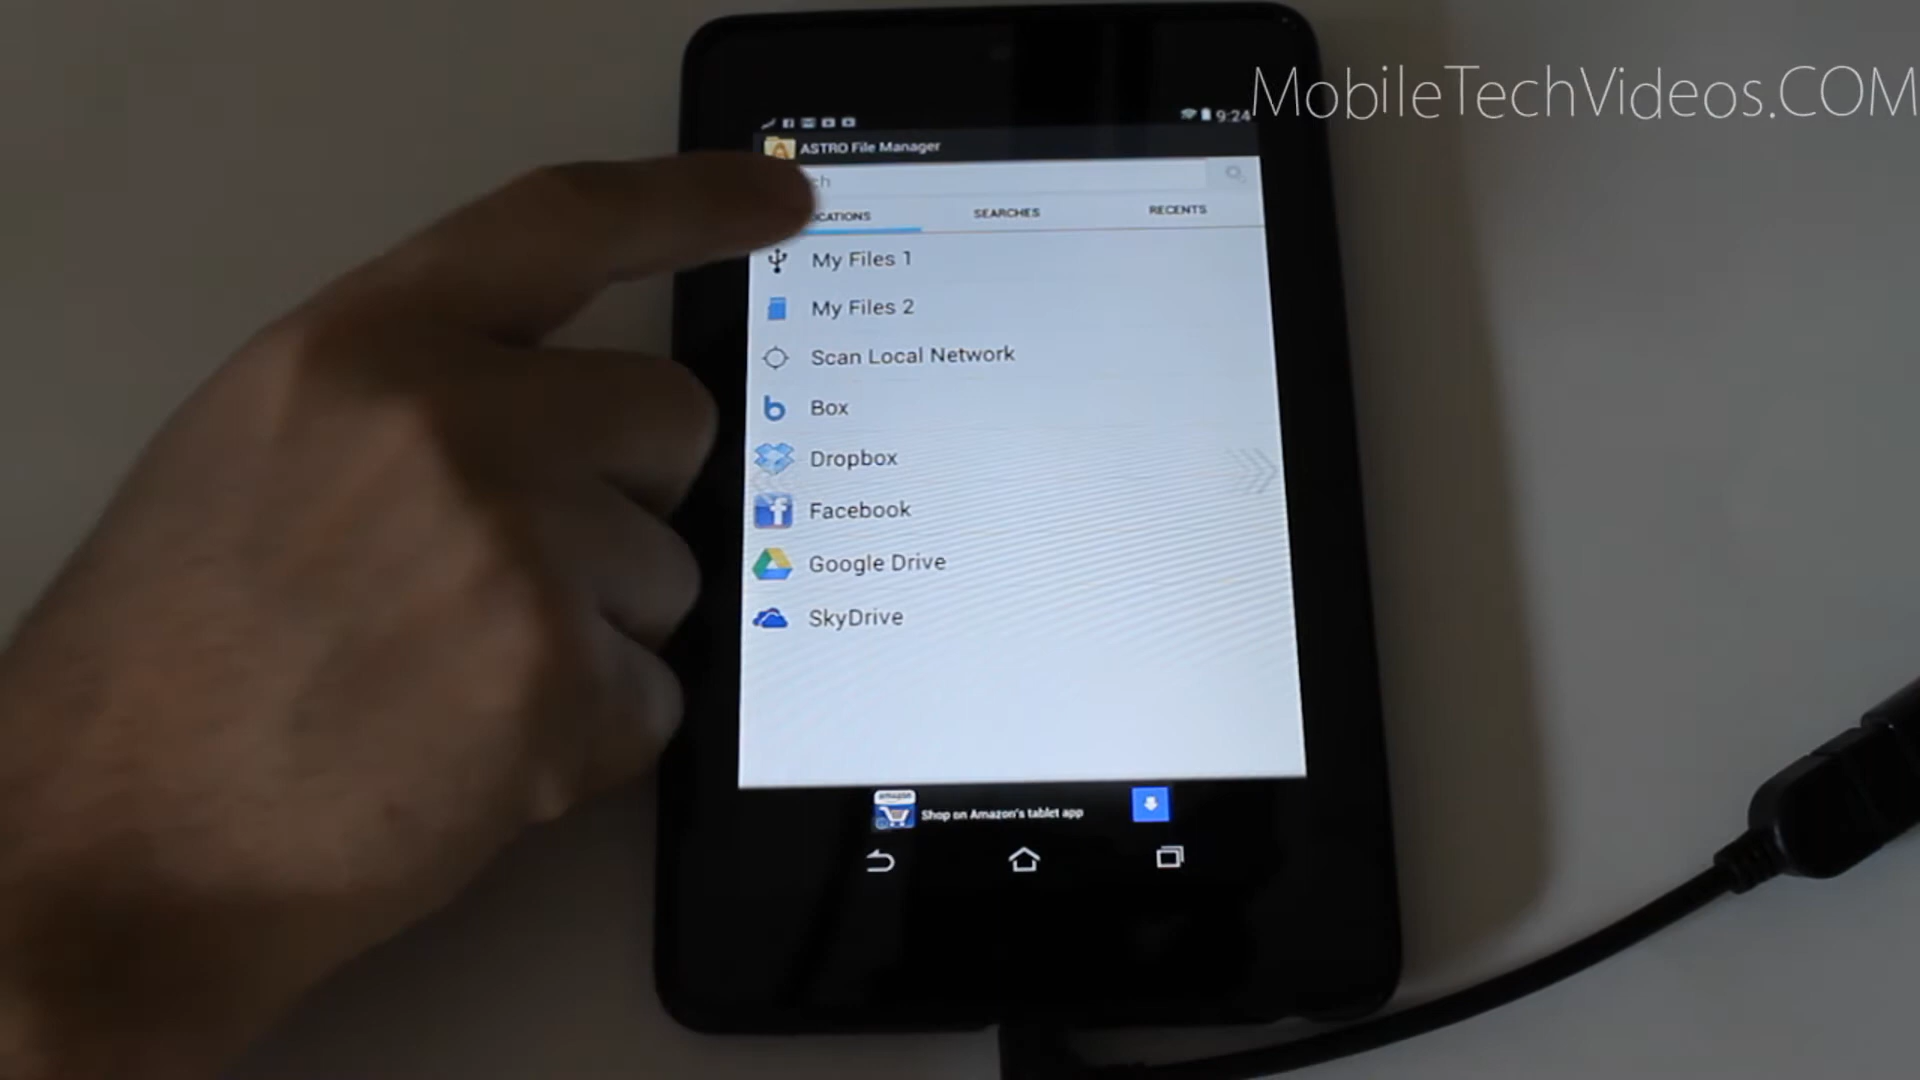 MobileTechVideos.COM
9:24
ASTRO File Manager
SEARCHES
RECENTS
My Files 1
My Files 2
Scan Local Network
Box
Dropbox
Facebook
Google Drive
SkyDrive
amazon
Shop on Amazon's tablet app